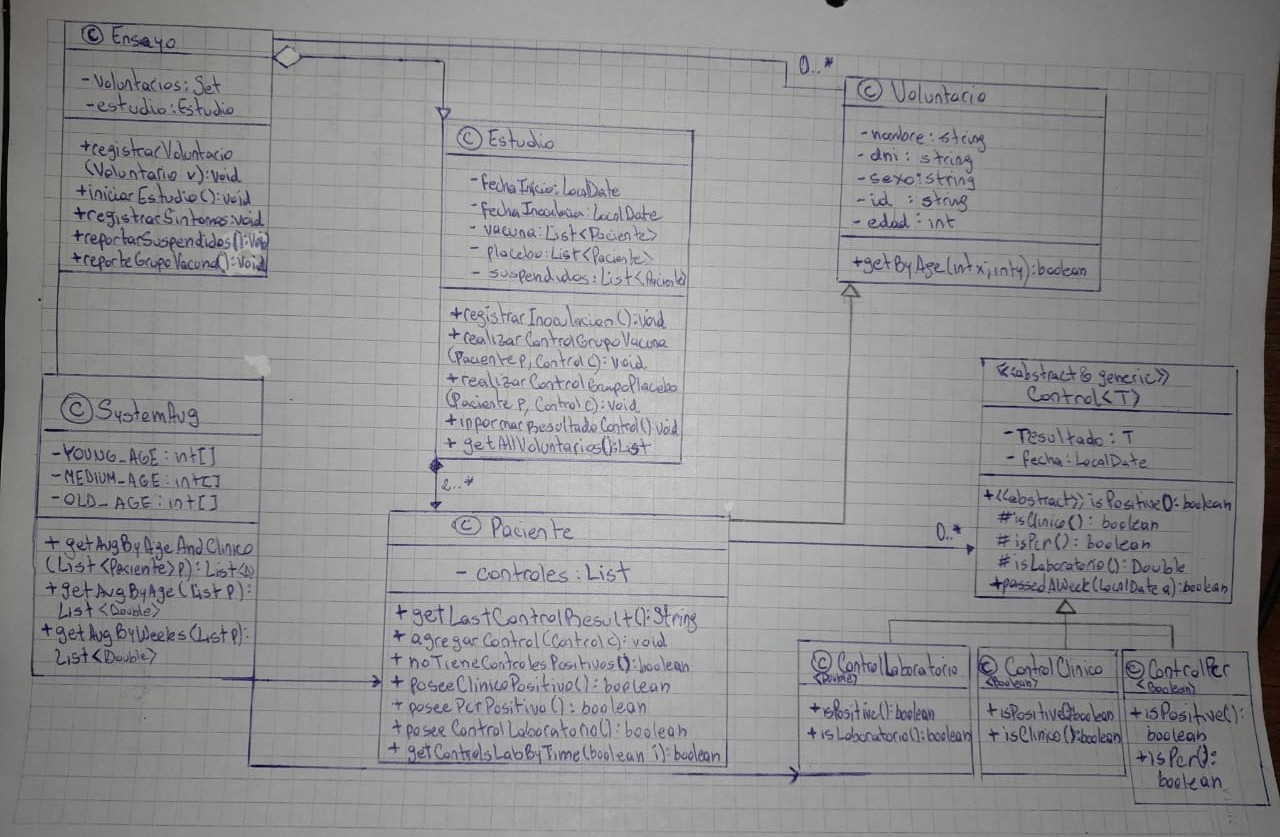 © Ensayo
-Voluntarios: Set
-estudio: Estudio
+registrarVoluntario
(Voluntario v): Void
+iniciarEstudio(): void
+registrarSintomas: void
+reportarSuspendidos(): Void
+reporteGrupoVacuna(): Void
0..*
© Voluntario
-nombre: string
-dni: string
-sexo: string
-id : string
-edad: int
+getByAge(int x; int y): boolean
© Estudio
-fechaInicio: LocalDate
-fechaInoculacion: LocalDate
- vacuna: List<Paciente>
- placebo: List<Paciente>
- suspendidos: List<Paciente>
+registrarInoculacion(): void
+realizarControlGrupoVacuna
(Paciente p, Control c): Void
+realizarControlGrupoPlacebo
(Paciente p, Control c): Void
+informarResultadoControl(): void
+ getAllVoluntarios(): List
2..*
© SystemAvg
-YOUNG_AGE: int[]
-MEDIUM_AGE: int[]
-OLD_AGE: int[]
+ getAvgByAgeAndClinico
(List <Paciente> p): List<D>
+getAvgByAge(List p):
List <Double>
+getAvgByWeeks(List p):
List <Double>
© Paciente
- controles: List
+ getLastControlResult(): String
+ agregarControl(Control c): void
+ noTieneControlesPositivos(): boolean
+ poseeClinicoPositivo(): boolean
+ poseePcrPositivo(): boolean
+ poseeControlLaboratorio(): boolean
+ getControlsLabByTime(boolean i): boolean
0..*
<<abstract & generic>>
Control<T>
-resultado: T
- fecha: LocalDate
+<<abstract>> isPositive(): boolean
#isClinico(): boolean
#isPcr(): boolean
#isLaboratorio(): Double
+passedAWeek(LocalDate a): boolean
© ControlLaboratorio
<Double>
+isPositive(): boolean
+isLaboratorio(): boolean
© ControlClinico
<Boolean>
+isPositive(): boolean
+ isClinico(): boolean
© ControlPcr
<Boolean>
+isPositive():
boolean
+isPcr():
boolean